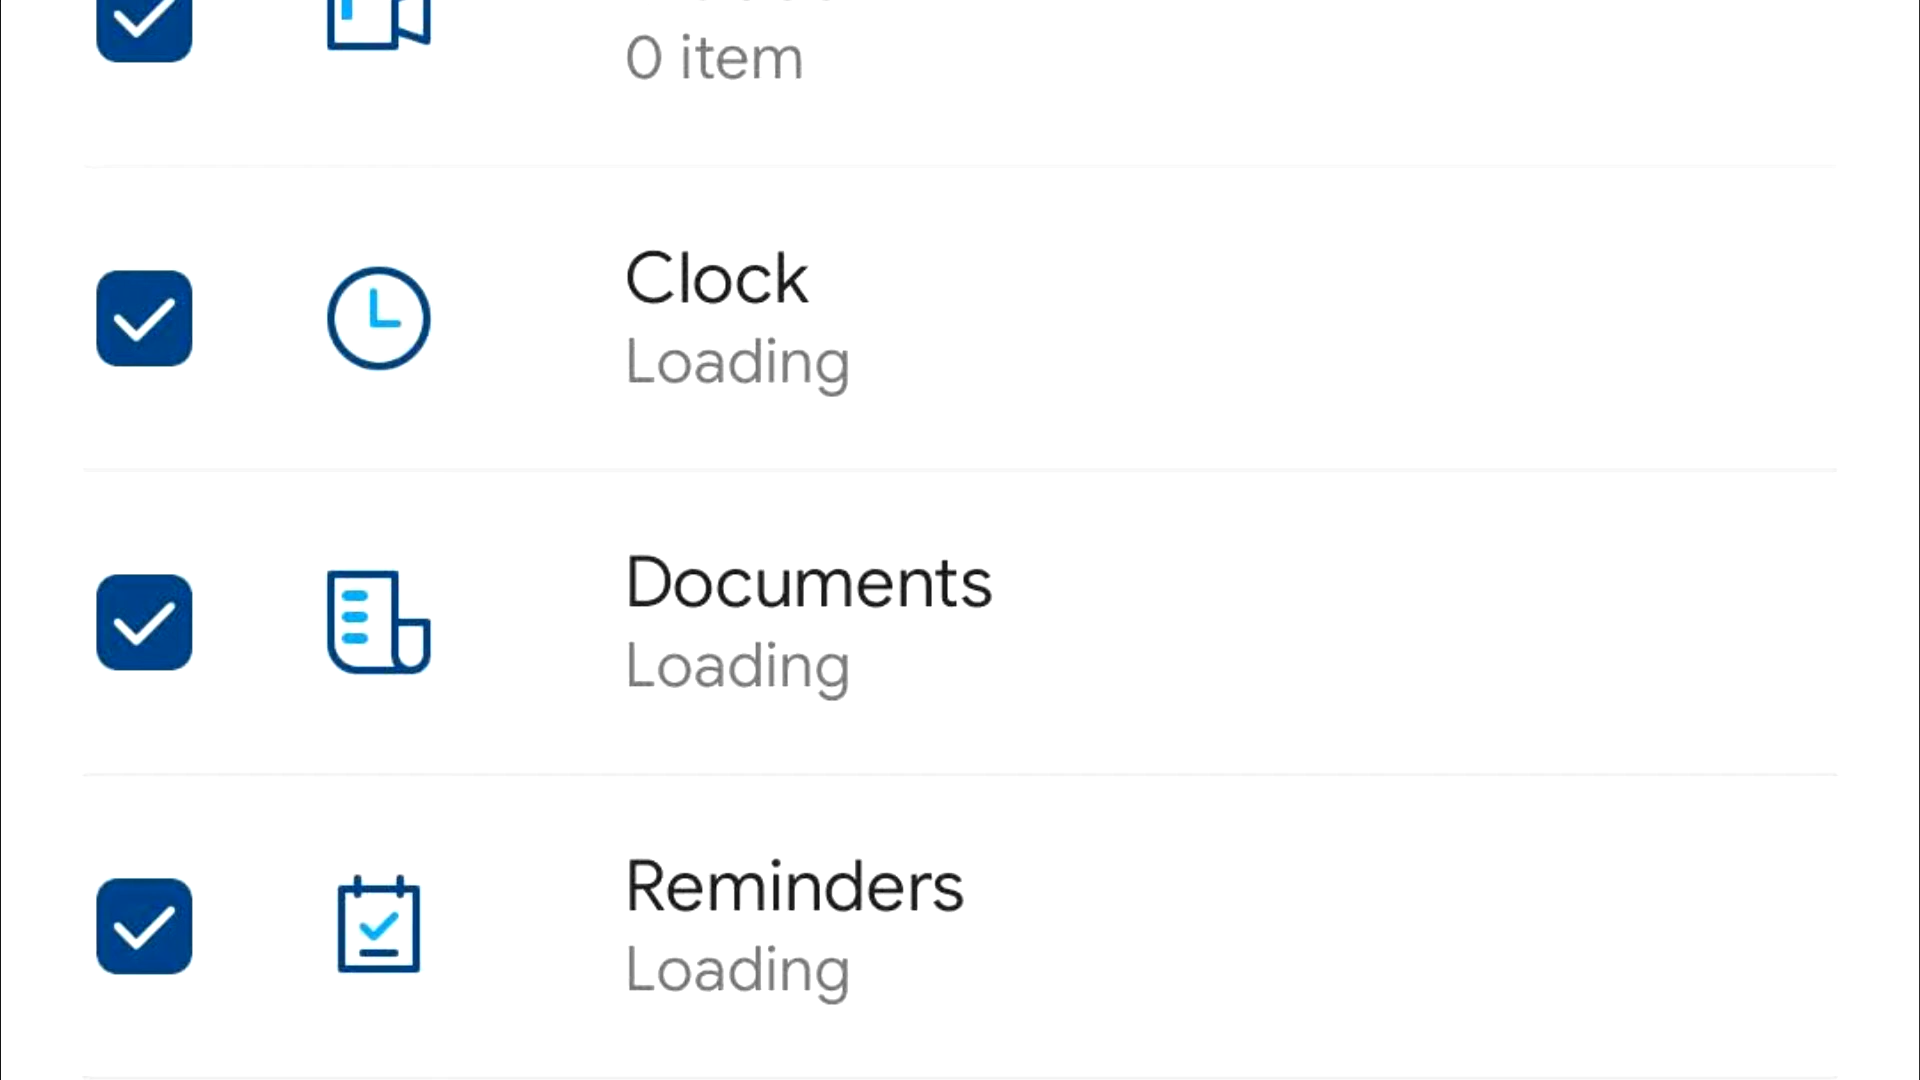 0 item
Clock
Loading
Documents
Loading
Reminders
Loading